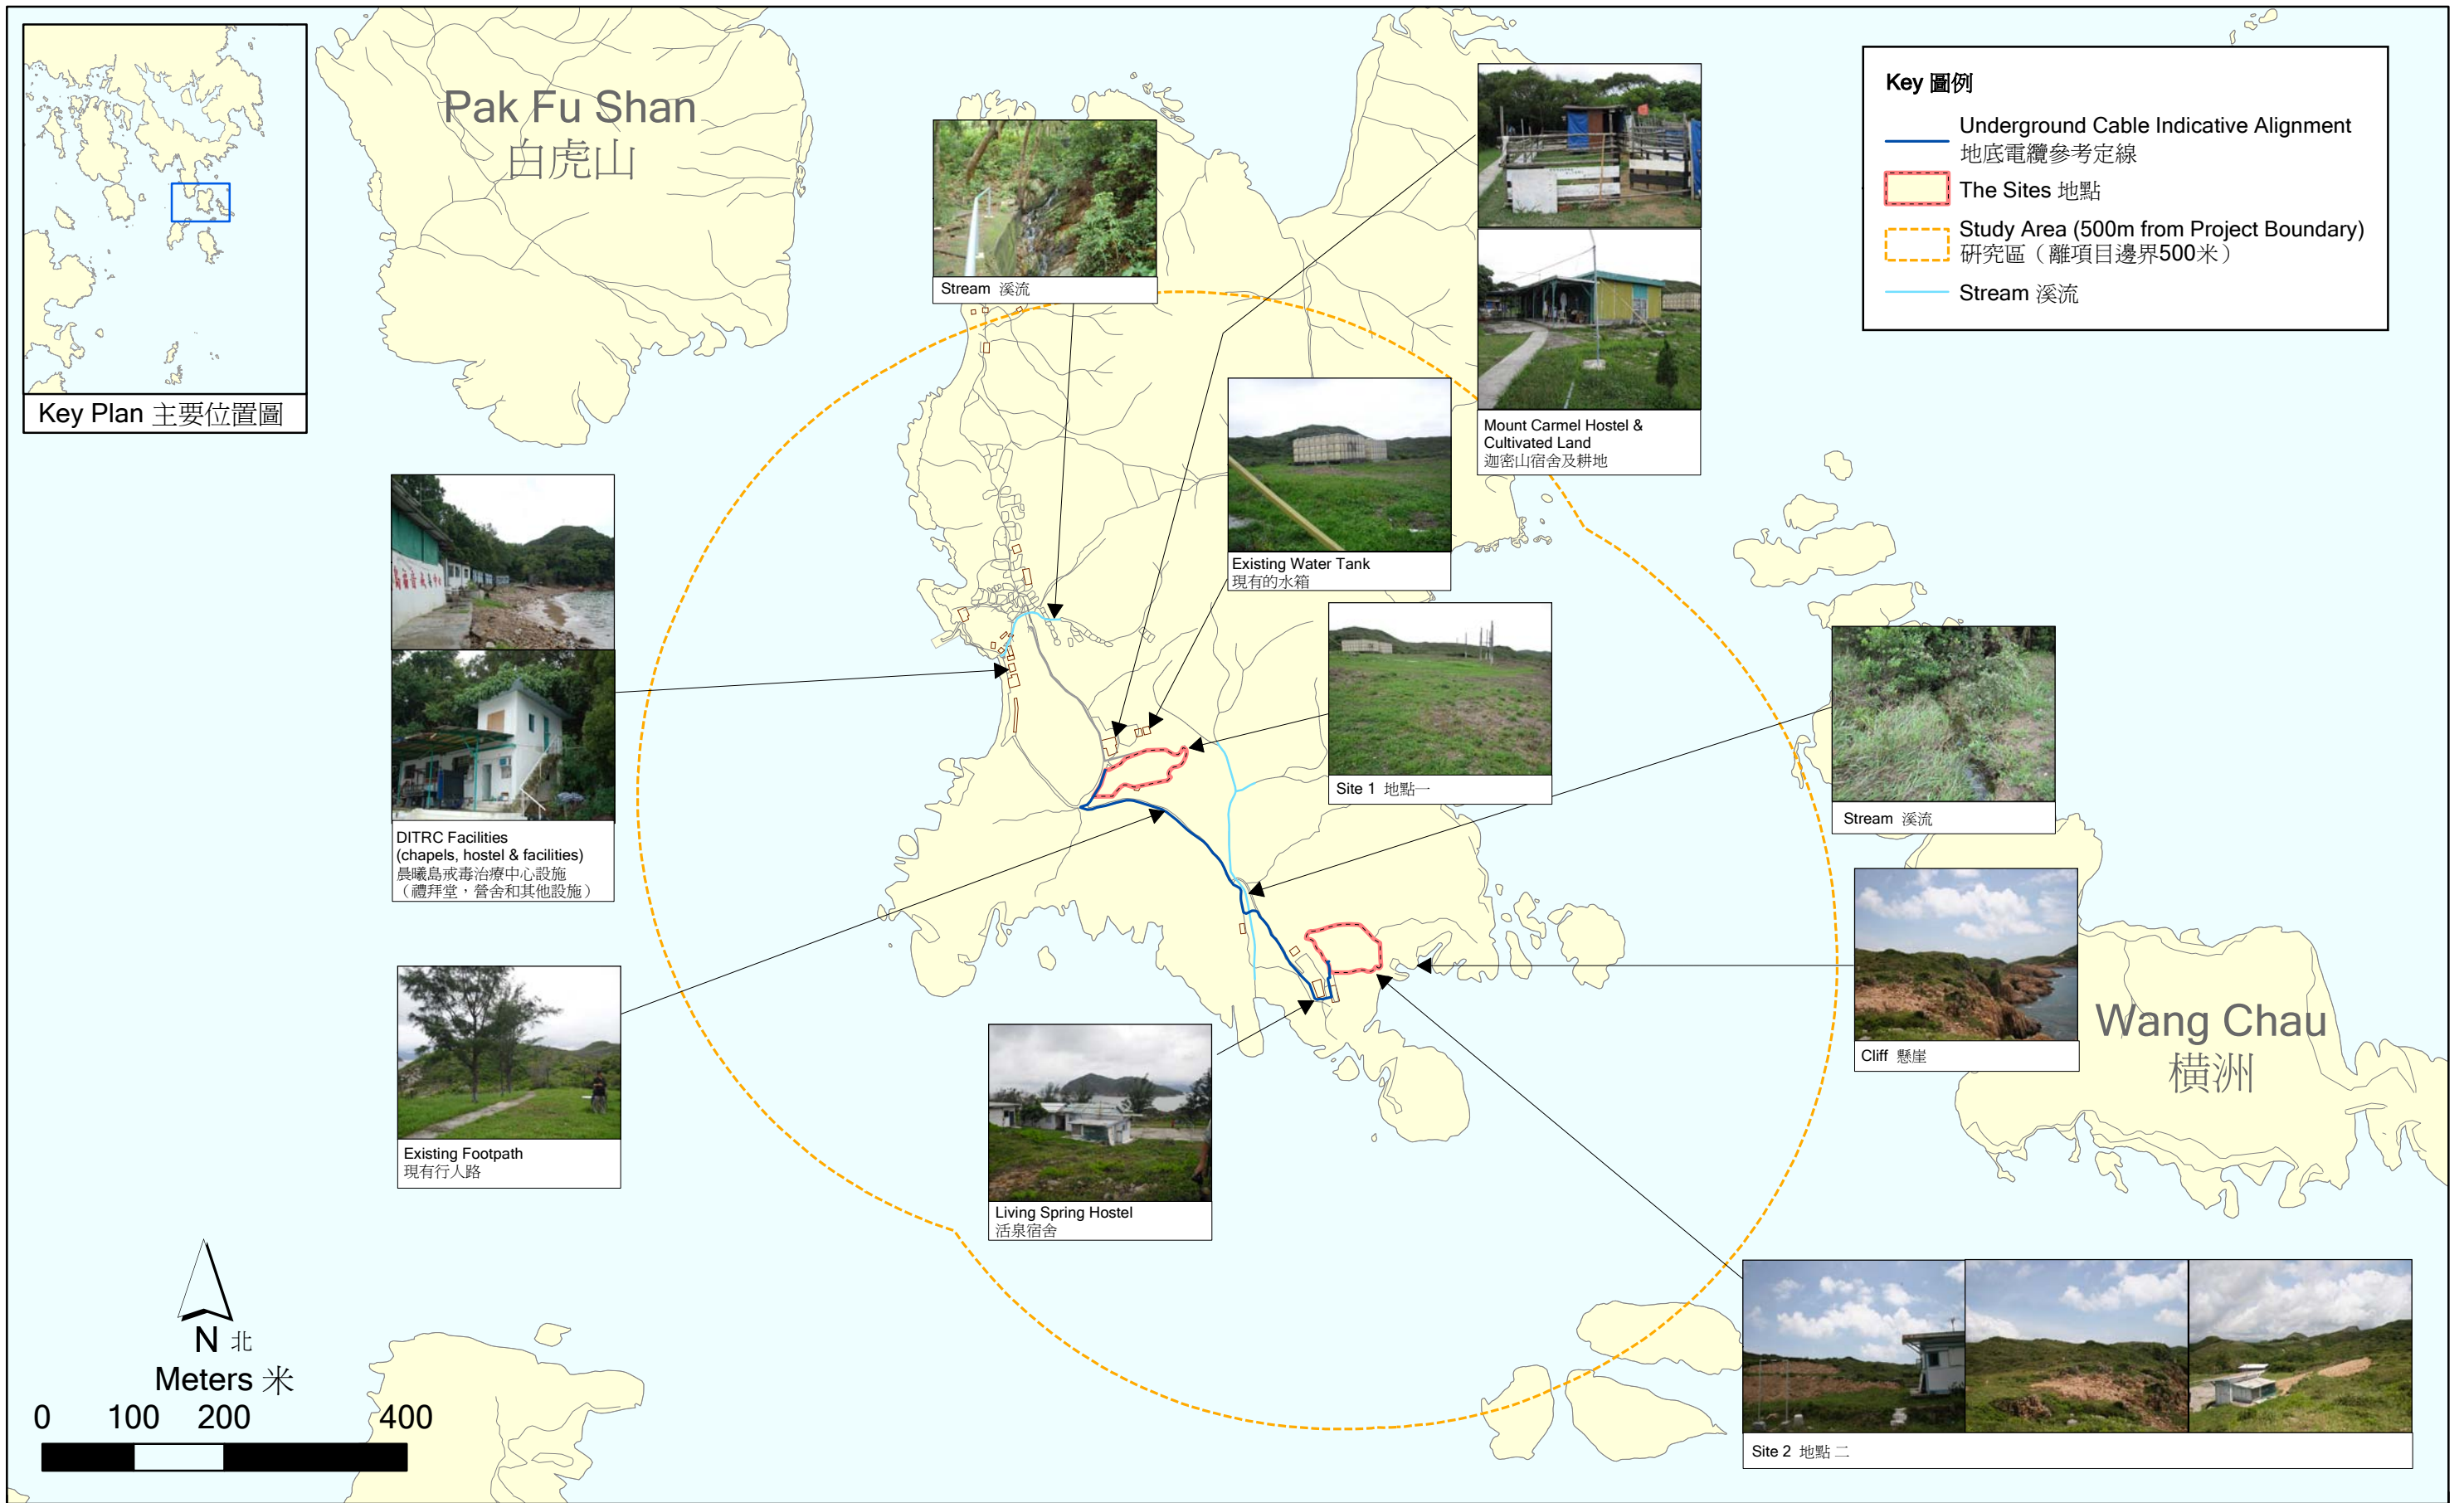 Pak Fu Shan
白虎山
Key Plan 主要位置圖
Key 圖例
Underground Cable Indicative Alignment
地底電纜參考定線
The Sites 地點
Study Area (500m from Project Boundary)
研究區（離項目邊界500米）
Stream 溪流
Stream 溪流
Mount Carmel Hostel &
Cultivated Land
迦密山宿舍及耕地
Existing Water Tank
現有的水箱
Site 1 地點一
Stream 溪流
DITRC Facilities
(chapels, hostel & facilities)
晨曦島戒毒治療中心設施
（禮拜堂，營舍和其他設施）
Cliff 懸崖
Wang Chau
橫洲
Existing Footpath
現有行人路
Living Spring Hostel
活泉宿舍
Site 2 地點 二
N 北
Meters 米
0 100 200 400